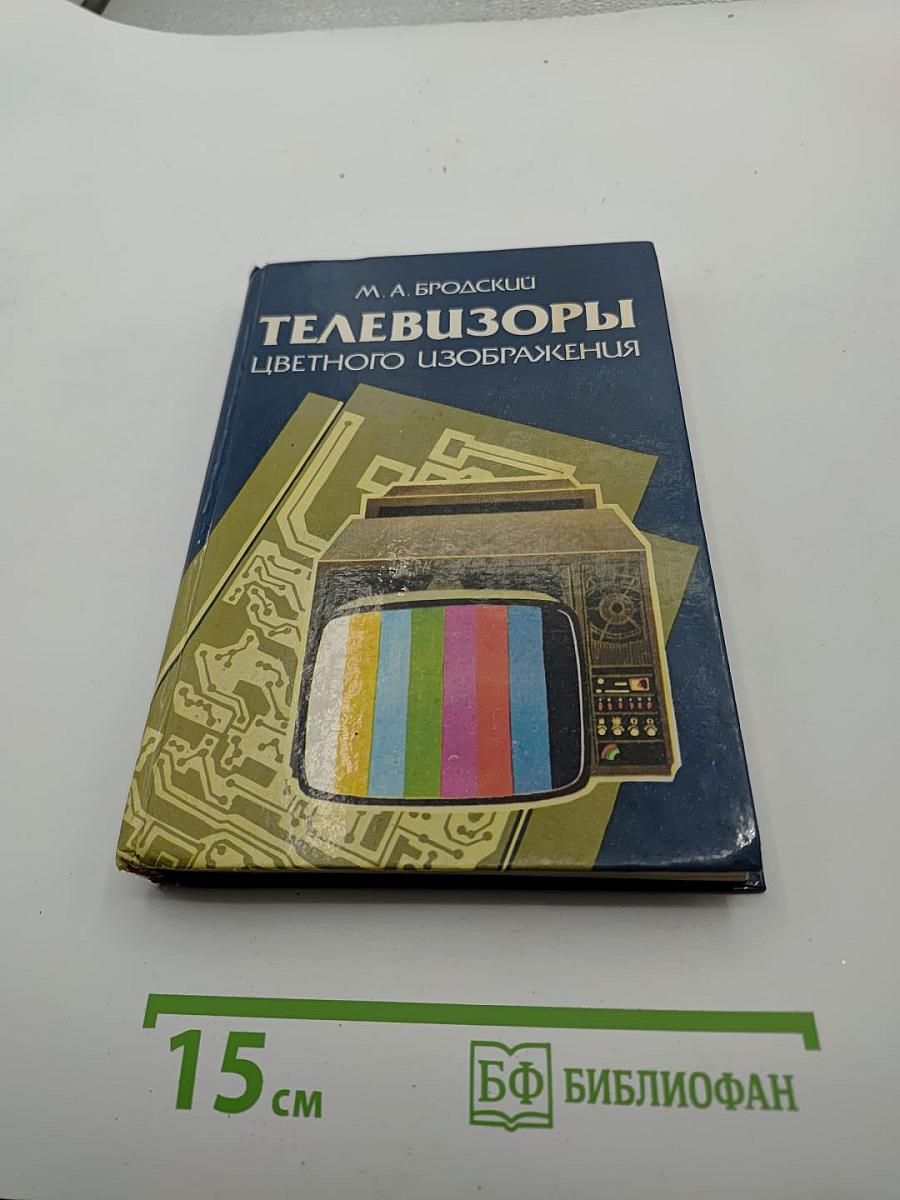 М. А. БРОДСКИЙ
ТЕЛЕВИЗОРЫ
ЦВЕТНОГО ИЗОБРАЖЕНИЯ
15 см
БФ БИБЛИОФАН